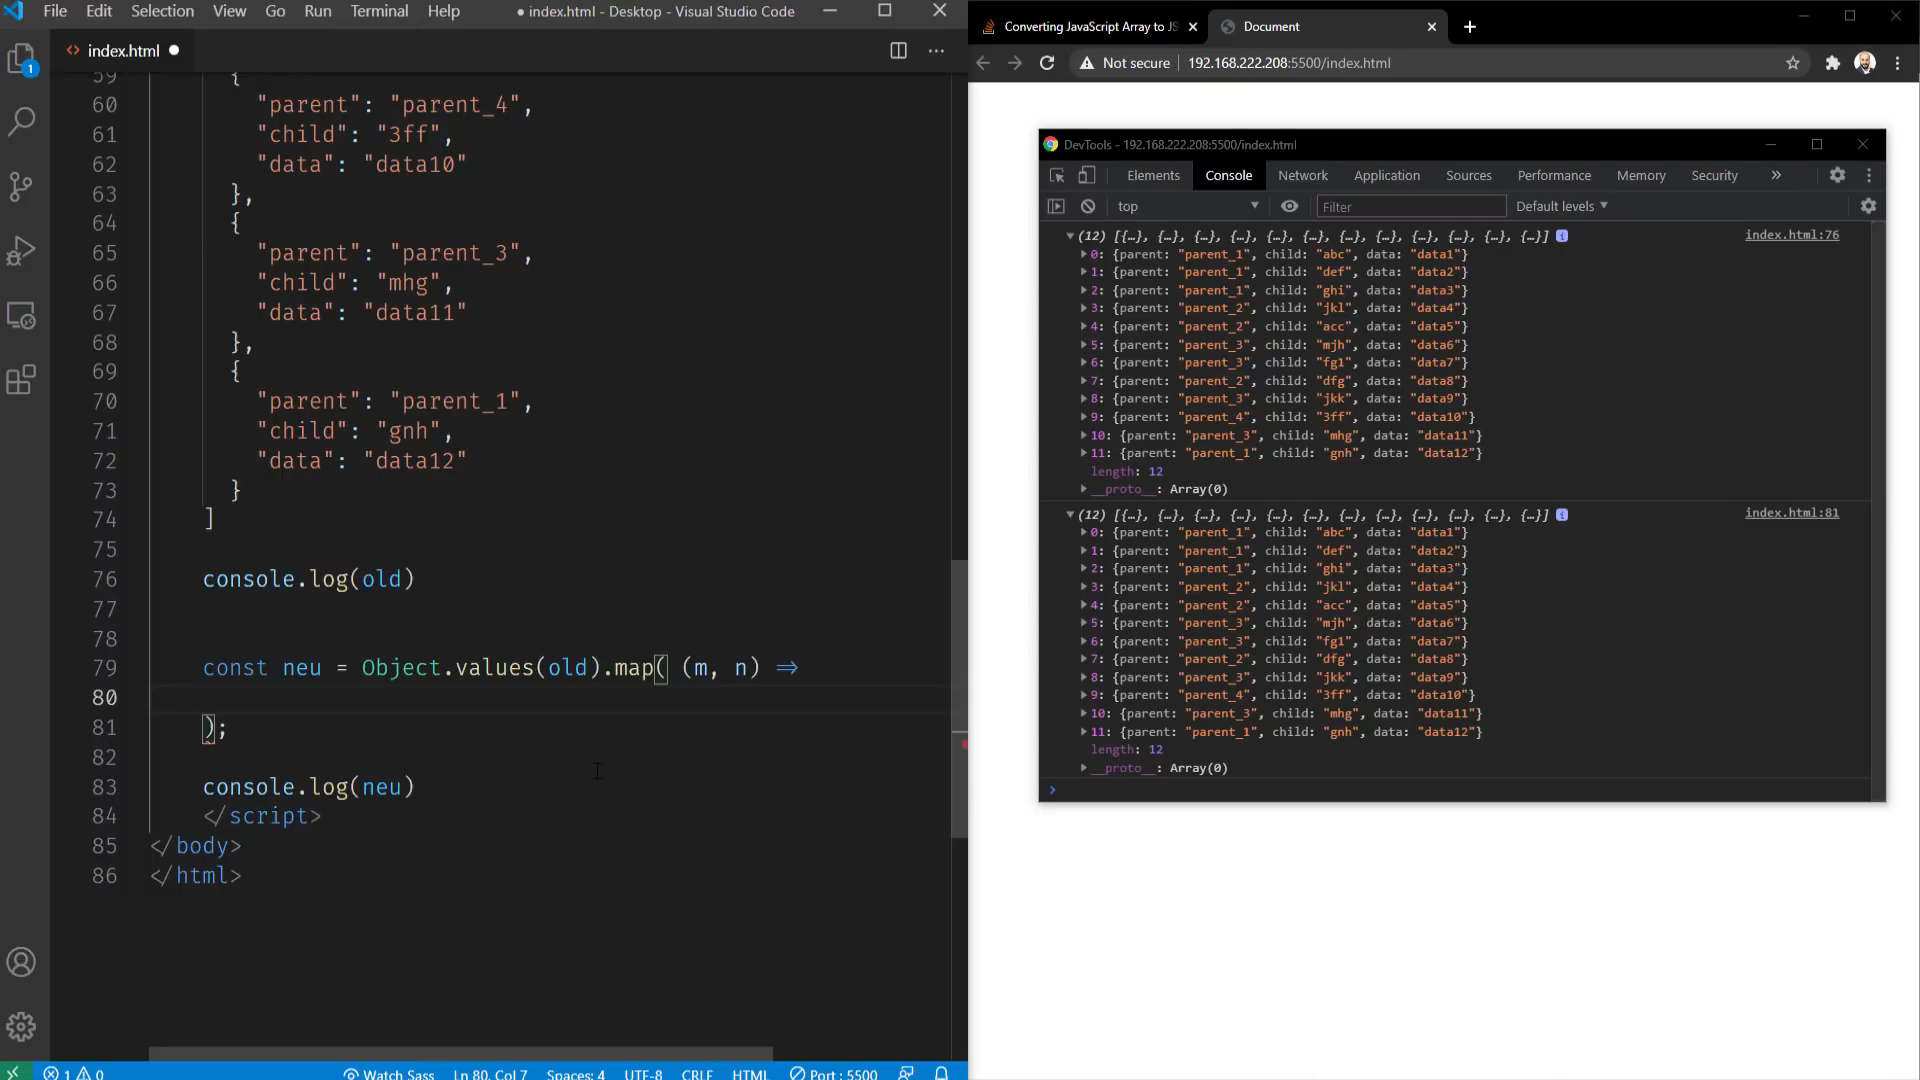 File Edit Selection View Go Run Terminal Help
● index.html - Desktop - Visual Studio Code
1
<> index.html ●
59 {
60 "parent": "parent_4",
61 "child": "3ff",
62 "data": "data10"
63 },
64 {
65 "parent": "parent_3",
66 "child": "mhg",
67 "data": "data11"
68 },
69 {
70 "parent": "parent_1",
71 "child": "gnh",
72 "data": "data12"
73 }
74 ]
75
76 console.log(old)
77
78
79 const neu = Object.values(old).map( (m, n) =>
80
81 );
82
83 console.log(neu)
84 </script>
85 </body>
86 </html>
1 0 Watch Sass Ln 80, Col 7 Spaces: 4 UTF-8 CRLF HTML Port : 5500
Converting JavaScript Array to JS
Document
Not secure 192.168.222.208:5500/index.html
DevTools - 192.168.222.208:5500/index.html
Elements Console Network Application Sources Performance Memory Security »
top Filter Default levels
(12) [{…}, {…}, {…}, {…}, {…}, {…}, {…}, {…}, {…}, {…}, {…}, {…}] i index.html:76
0: {parent: "parent_1", child: "abc", data: "data1"}
1: {parent: "parent_1", child: "def", data: "data2"}
2: {parent: "parent_1", child: "ghi", data: "data3"}
3: {parent: "parent_2", child: "jkl", data: "data4"}
4: {parent: "parent_2", child: "acc", data: "data5"}
5: {parent: "parent_3", child: "mjh", data: "data6"}
6: {parent: "parent_3", child: "fg1", data: "data7"}
7: {parent: "parent_2", child: "dfg", data: "data8"}
8: {parent: "parent_3", child: "jkk", data: "data9"}
9: {parent: "parent_4", child: "3ff", data: "data10"}
10: {parent: "parent_3", child: "mhg", data: "data11"}
11: {parent: "parent_1", child: "gnh", data: "data12"}
length: 12
__proto__: Array(0)
(12) [{…}, {…}, {…}, {…}, {…}, {…}, {…}, {…}, {…}, {…}, {…}, {…}] i index.html:81
0: {parent: "parent_1", child: "abc", data: "data1"}
1: {parent: "parent_1", child: "def", data: "data2"}
2: {parent: "parent_1", child: "ghi", data: "data3"}
3: {parent: "parent_2", child: "jkl", data: "data4"}
4: {parent: "parent_2", child: "acc", data: "data5"}
5: {parent: "parent_3", child: "mjh", data: "data6"}
6: {parent: "parent_3", child: "fg1", data: "data7"}
7: {parent: "parent_2", child: "dfg", data: "data8"}
8: {parent: "parent_3", child: "jkk", data: "data9"}
9: {parent: "parent_4", child: "3ff", data: "data10"}
10: {parent: "parent_3", child: "mhg", data: "data11"}
11: {parent: "parent_1", child: "gnh", data: "data12"}
length: 12
__proto__: Array(0)